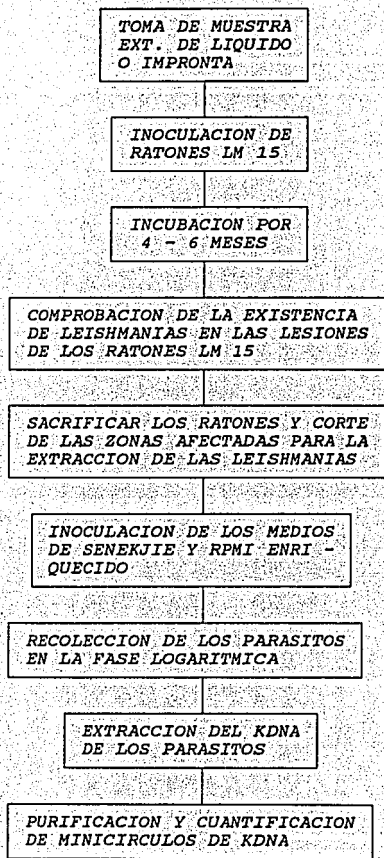 TOMA DE MUESTRA
EXT. DE LIQUIDO
O IMPRONTA
INOCULACION DE
RATONES LM 15
INCUBACION POR
4 - 6 MESES
COMPROBACION DE LA EXISTENCIA
DE LEISHMANIAS EN LAS LESIONES
DE LOS RATONES LM 15
SACRIFICAR LOS RATONES Y CORTE
DE LAS ZONAS AFECTADAS PARA LA
EXTRACCION DE LAS LEISHMANIAS
INOCULACION DE LOS MEDIOS
DE SENEKJIE Y RPMI ENRI -
QUECIDO
RECOLECCION DE LOS PARASITOS
EN LA FASE LOGARITMICA
EXTRACCION DEL KDNA
DE LOS PARASITOS
PURIFICACION Y CUANTIFICACION
DE MINICIRCULOS DE KDNA